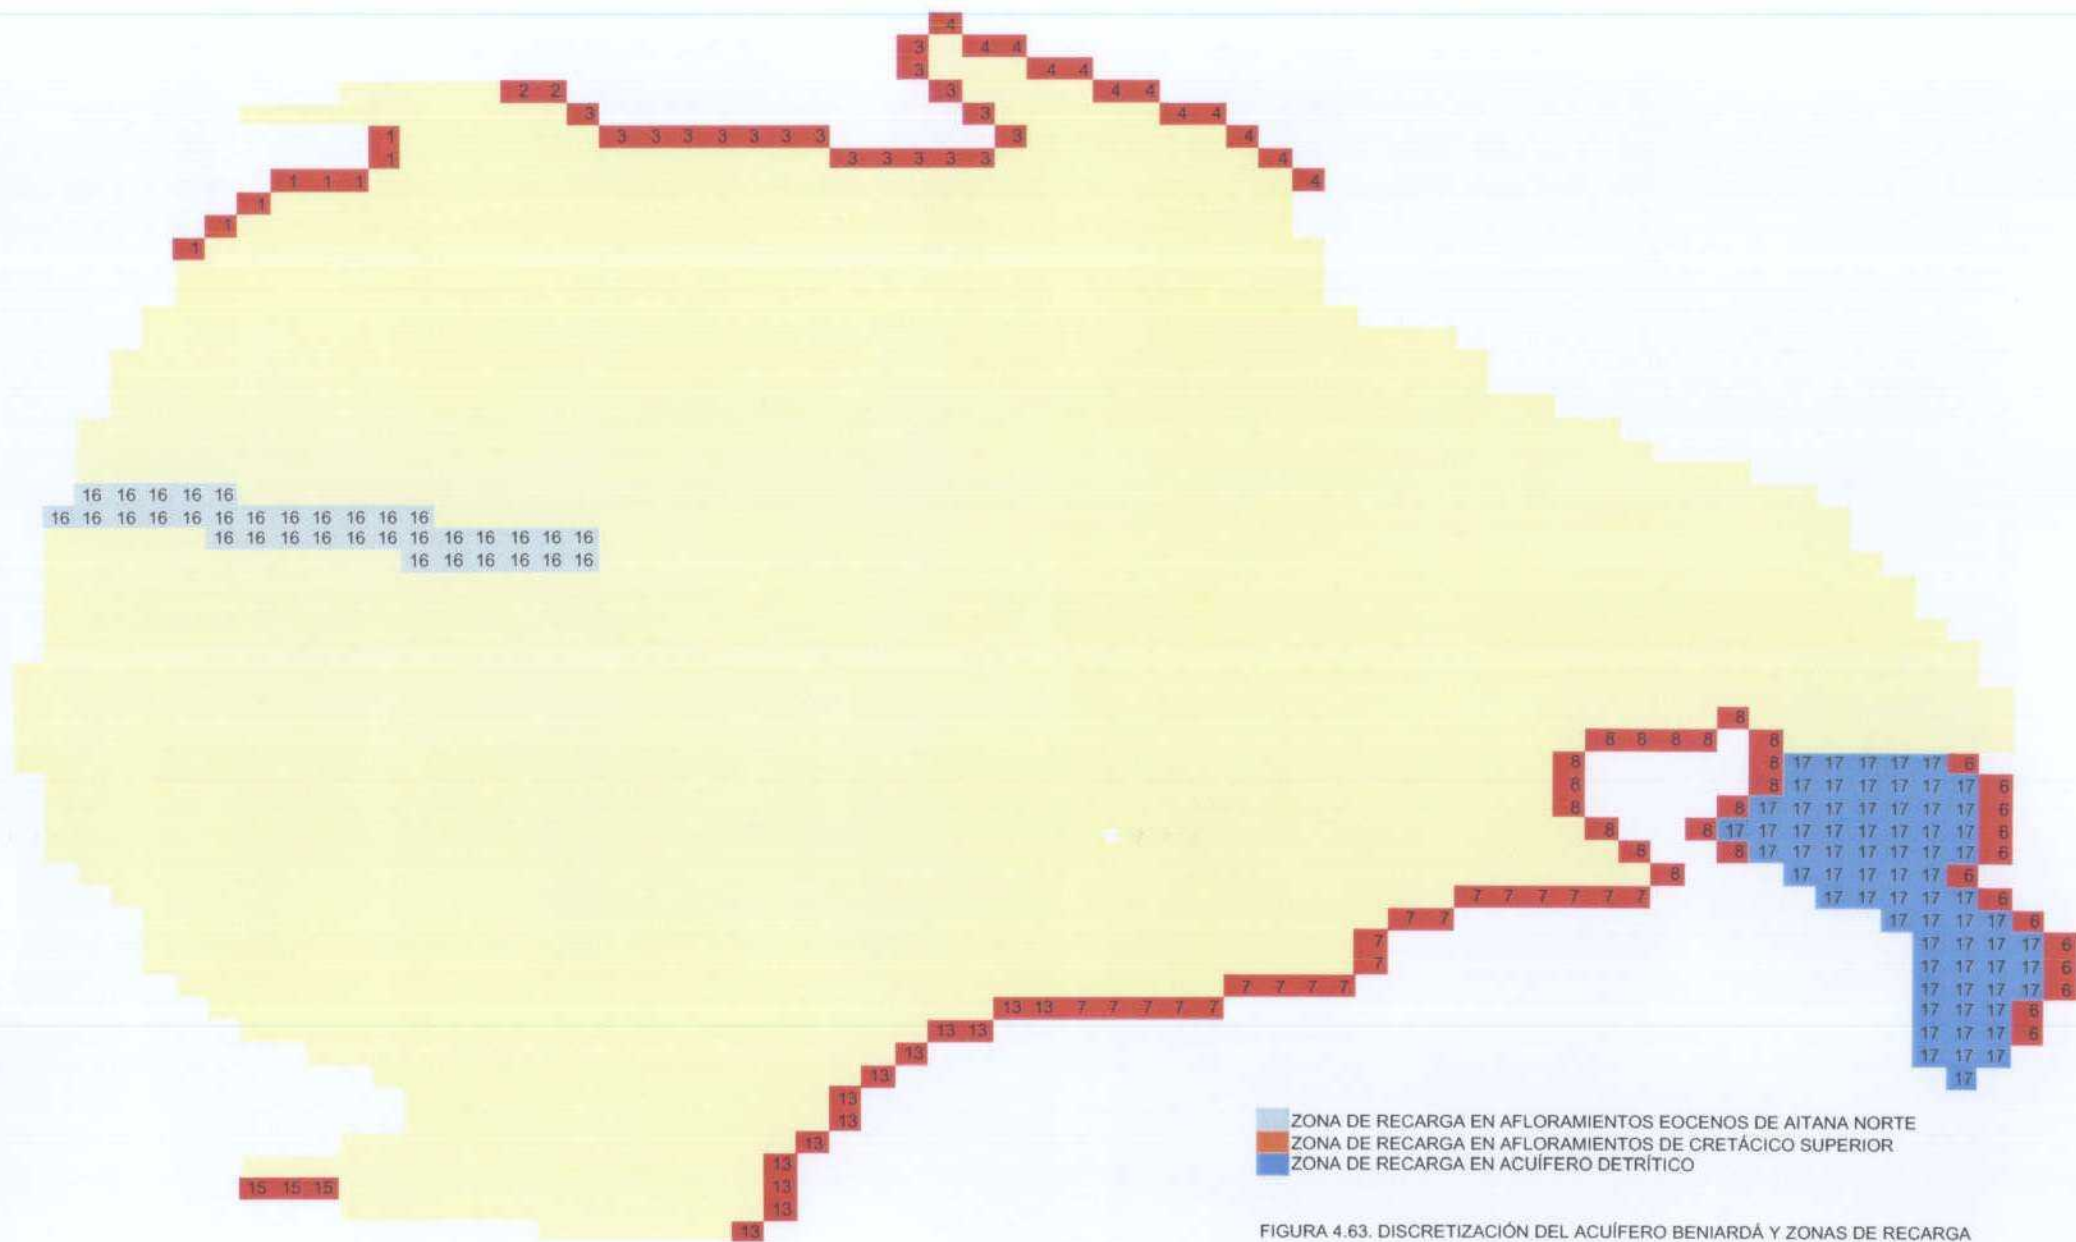 4
3 4 4
3 4 4
2 2 3 4 4
3 3 4 4
1 3 3 3 3 3 3 3 3 4
1 3 3 3 3 3 4
1 1 1 4
1
1
1
16 16 16 16 16
16 16 16 16 16 16 16 16 16 16 16 16
16 16 16 16 16 16 16 16 16 16 16 16
16 16 16 16 16 16
8
8 8 8 8 8
8 8 17 17 17 17 17 6
8 8 17 17 17 17 17 17 6
8 8 17 17 17 17 17 17 17 6
8 8 17 17 17 17 17 17 17 17 6
8 8 17 17 17 17 17 17 17 6
8 17 17 17 17 17 6
7 7 7 7 7 7 17 17 17 17 17 6
7 7 17 17 17 17 6
7 17 17 17 17 6
7 17 17 17 17 6
7 7 7 7 17 17 17 17 6
13 13 7 7 7 7 7 17 17 17 6
13 13 17 17 17 6
13 17 17 17
13 17
13
13
13
13
15 15 15 13
13
13
ZONA DE RECARGA EN AFLORAMIENTOS EOCENOS DE AITANA NORTE
ZONA DE RECARGA EN AFLORAMIENTOS DE CRETÁCICO SUPERIOR
ZONA DE RECARGA EN ACUÍFERO DETRÍTICO
FIGURA 4.63. DISCRETIZACIÓN DEL ACUÍFERO BENIARDÁ Y ZONAS DE RECARGA